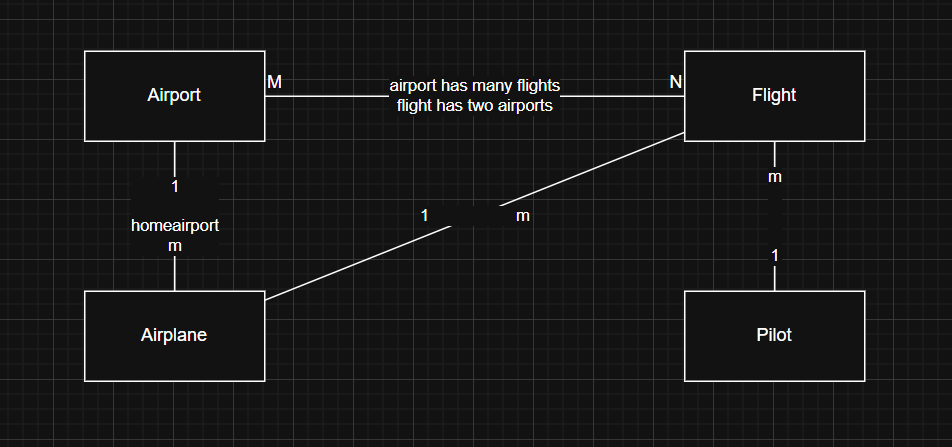 Airport
M
airport has many flights
flight has two airports
N
Flight
1
homeairport
m
1
m
m
1
Airplane
Pilot